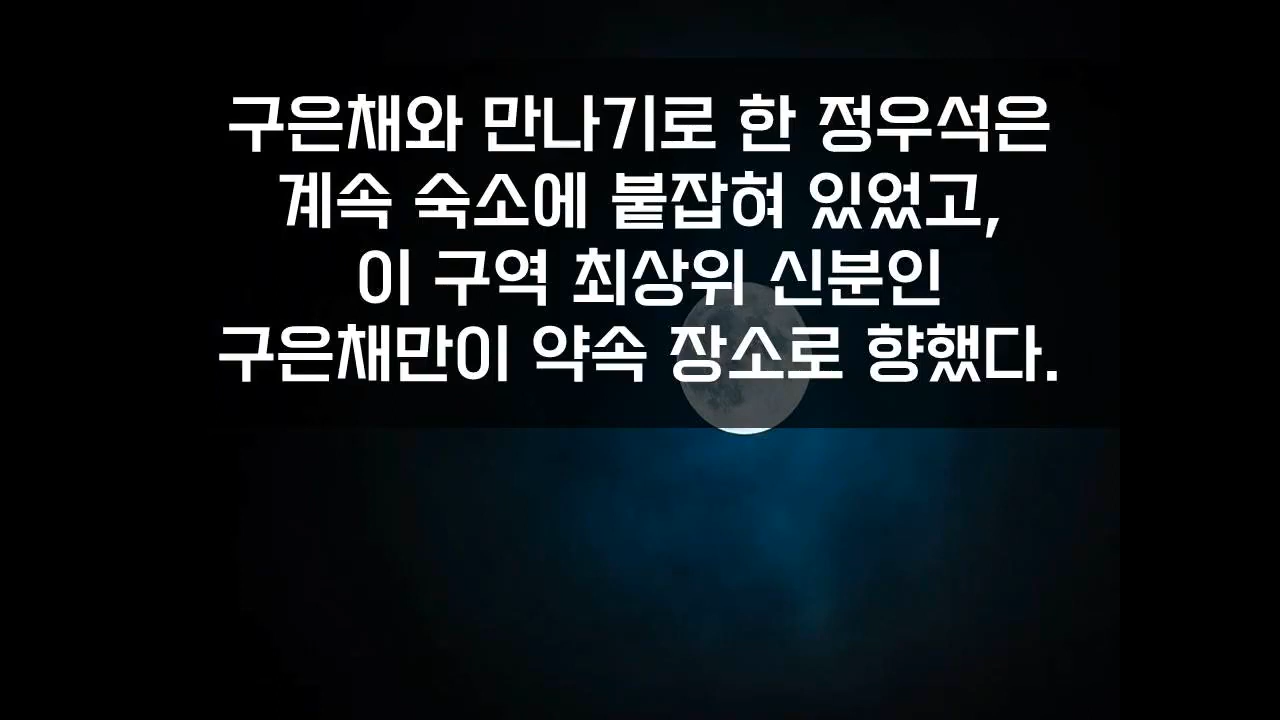 구은채와 만나기로 한 정우석은
계속 숙소에 붙잡혀 있었고,
이 구역 최상위 신분인
구은채만이 약속 장소로 향했다.